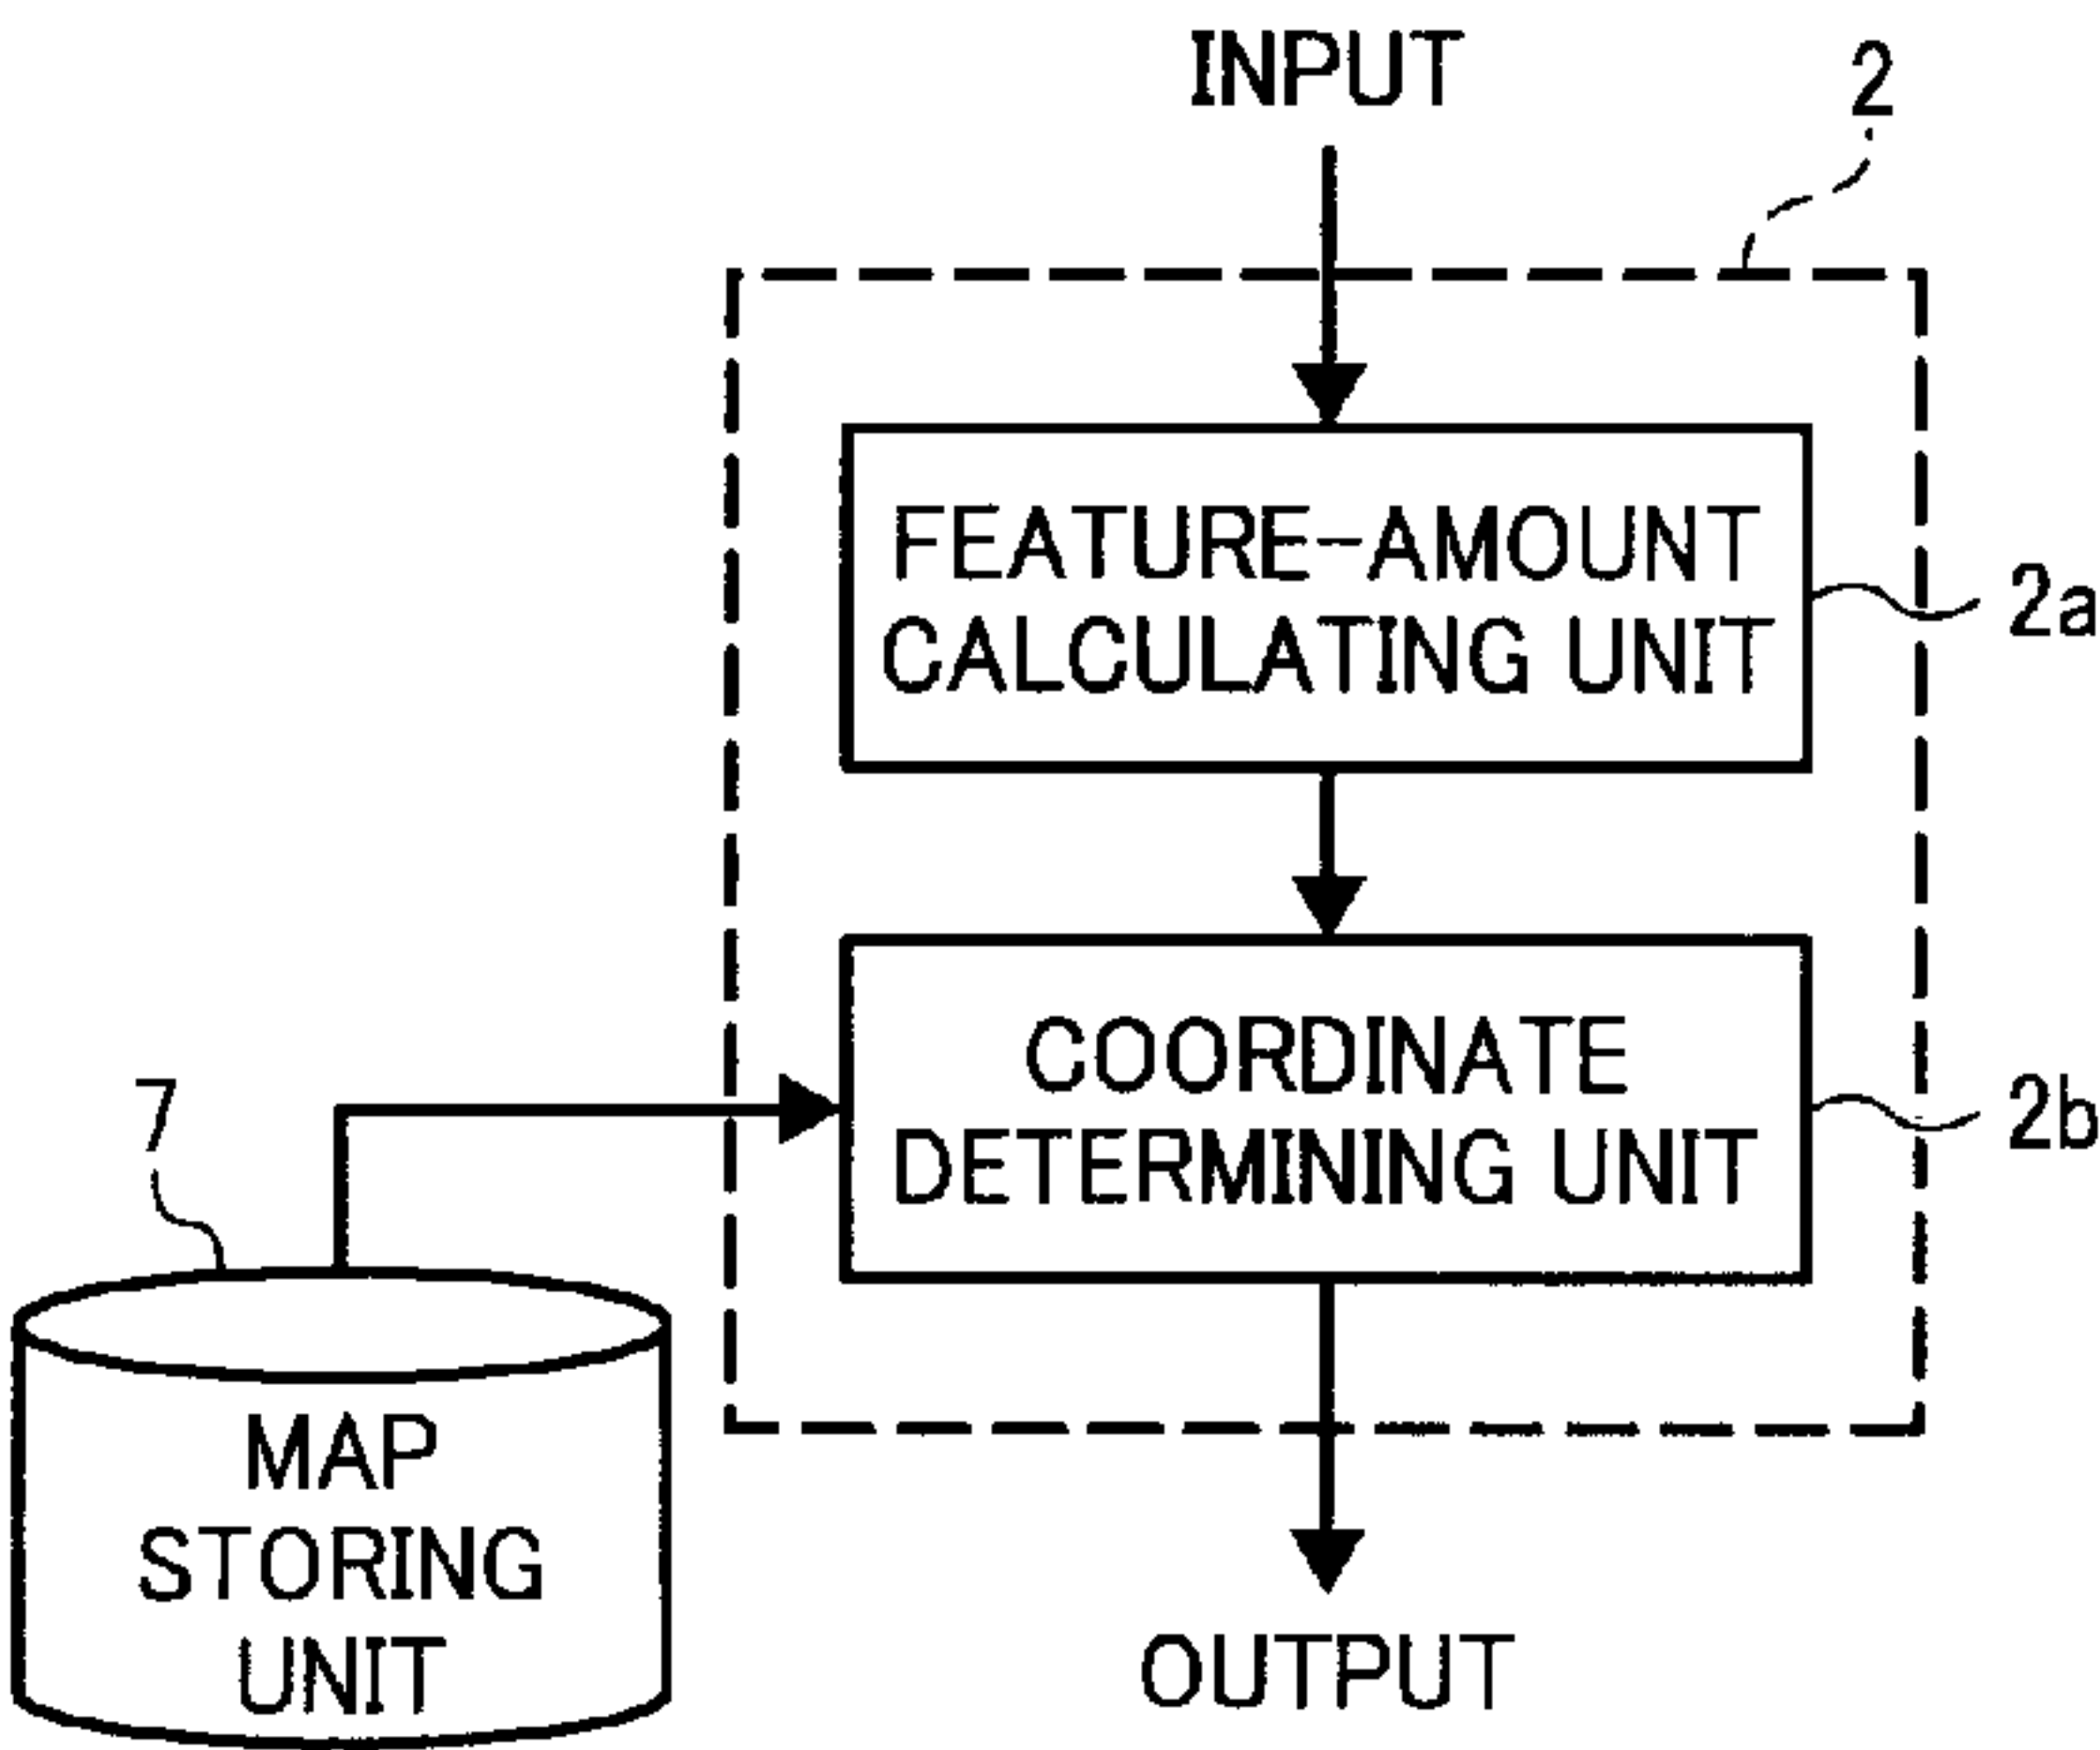 INPUT
2
FEATURE-AMOUNT
CALCULATING UNIT
2a
COORDINATE
DETERMINING UNIT
2b
7
MAP
STORING
UNIT
OUTPUT